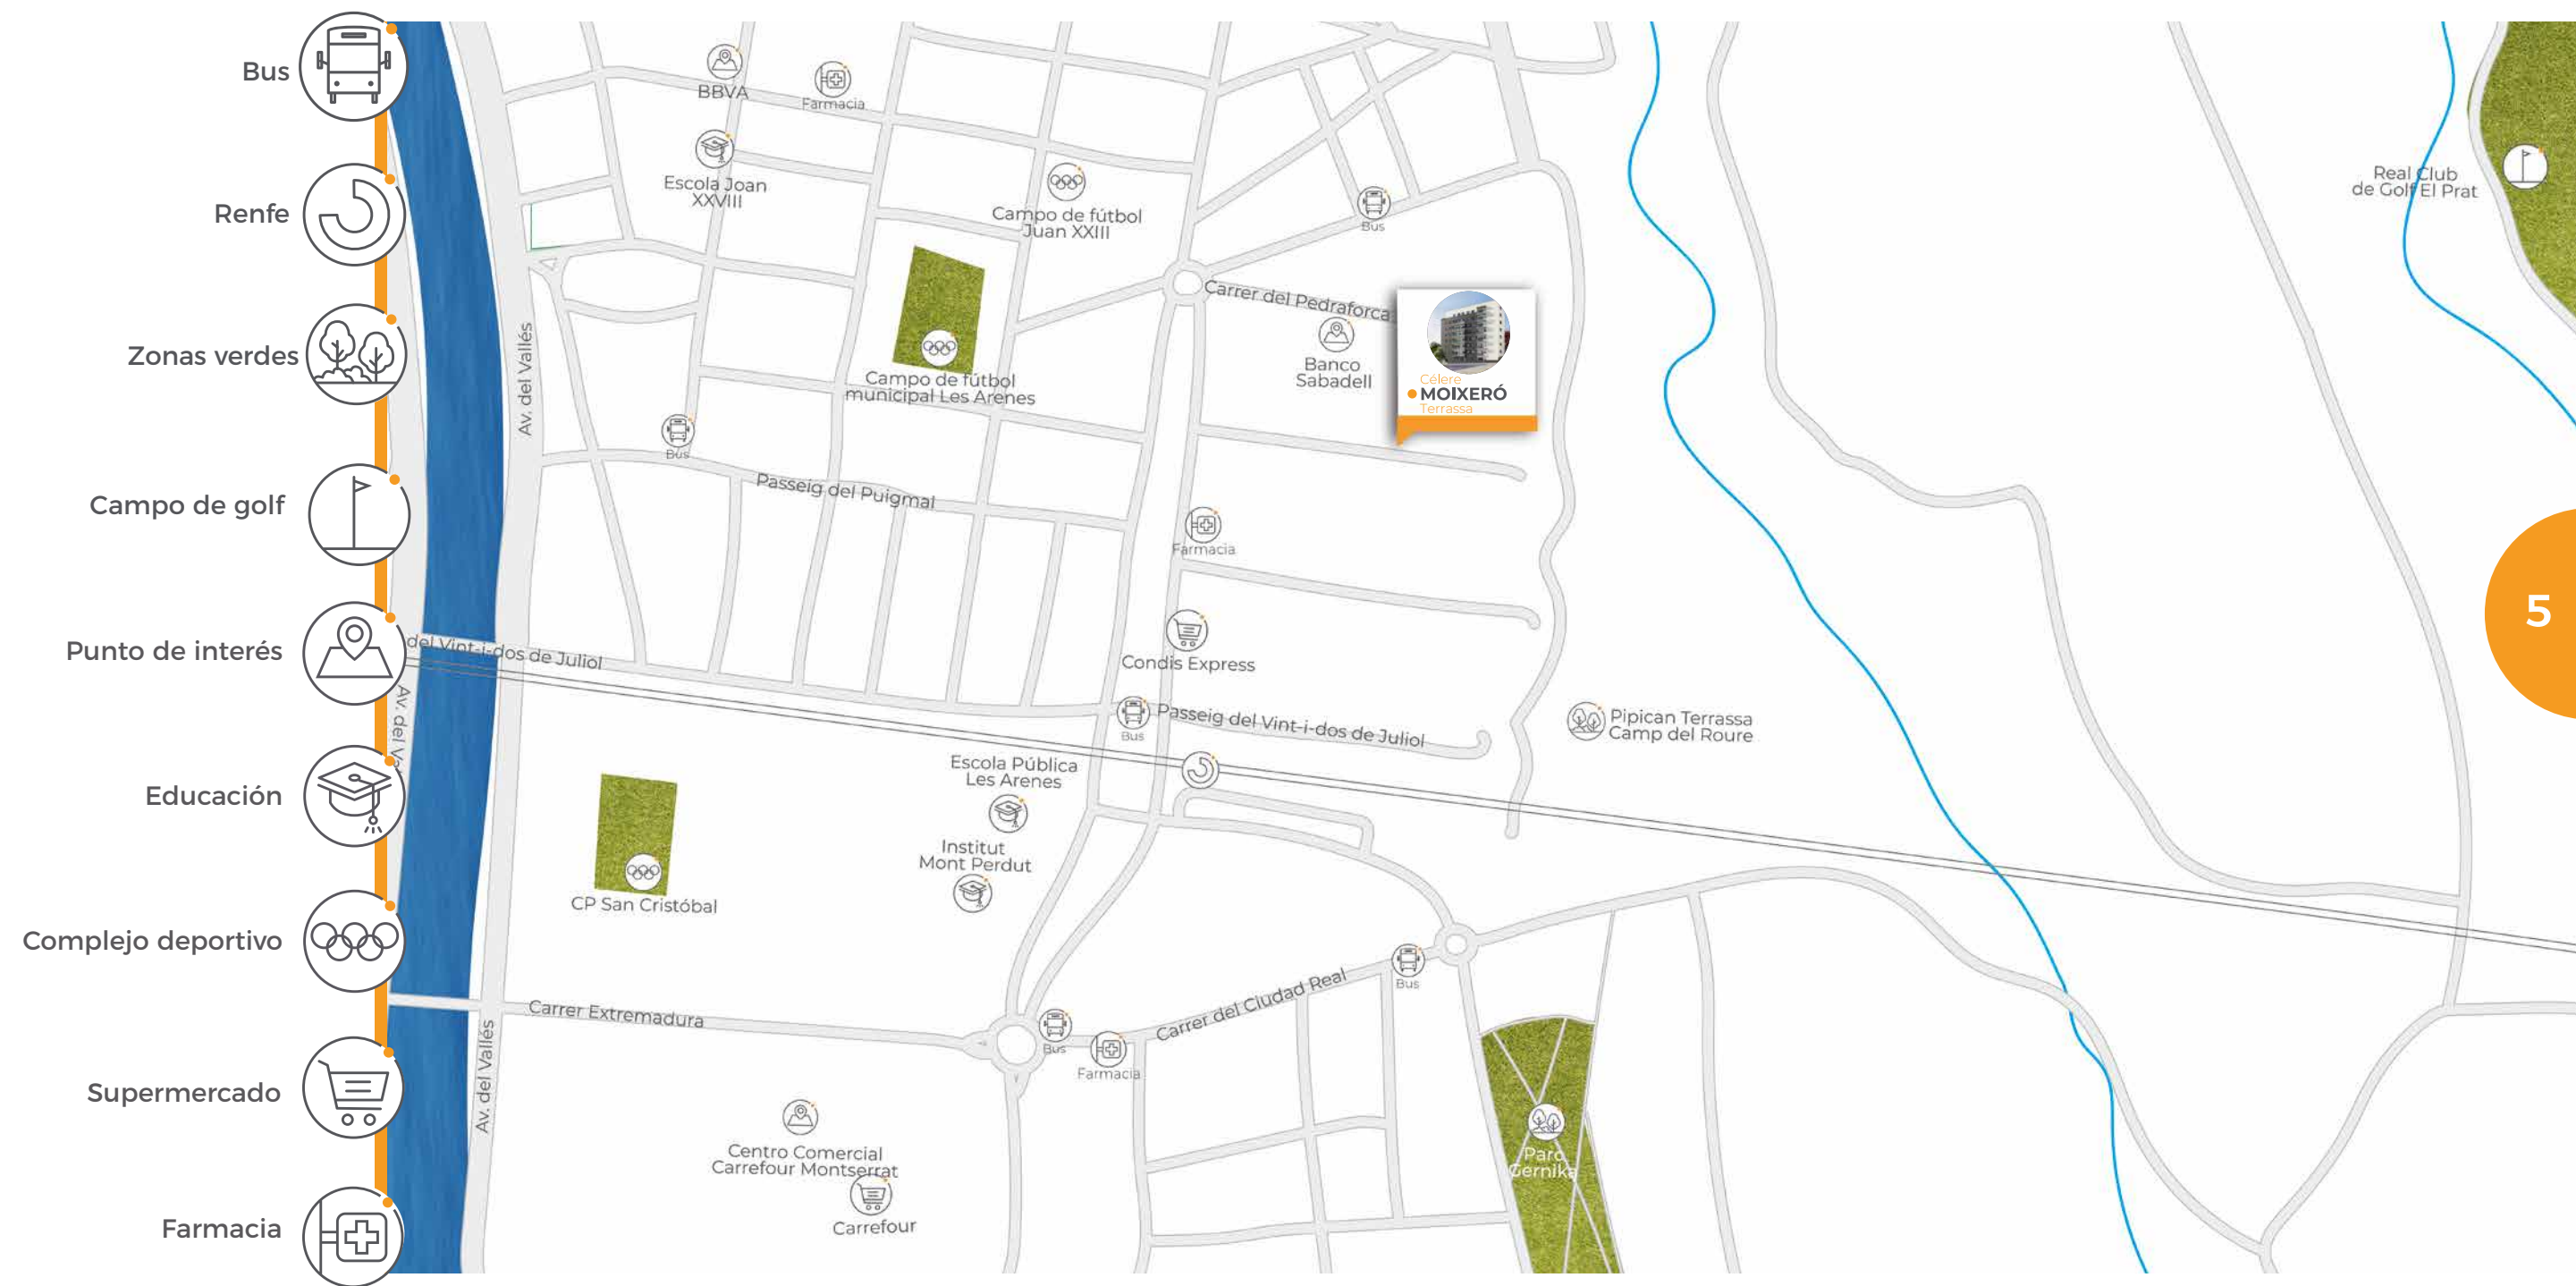 Bus
Renfe
Zonas verdes
Campo de golf
Punto de interés
Educación
Complejo deportivo
Supermercado
Farmacia
BBVA
Farmacia
Escola Joan
XXVIII
Campo de fútbol
Juan XXIII
Bus
Real Club
de Golf El Prat
Carrer del Pedraforca
Banco
Sabadell
Célere
MOIXERÓ
Terrassa
Av. del Vallés
Campo de fútbol
municipal Les Arenes
Bus
Passeig del Puigmal
Farmacia
5
del Vint-i-dos de Juliol
Condis Express
Av. del
Bus
Passeig del Vint-i-dos de Juliol
Pipican Terrassa
Camp del Roure
Escola Pública
Les Arenes
Institut
Mont Perdut
CP San Cristóbal
Bus
Carrer Extremadura
Carrer del Ciudad Real
Bus
Farmacia
Av. del Vallés
Centro Comercial
Carrefour Montserrat
Carrefour
Parc
Gernika